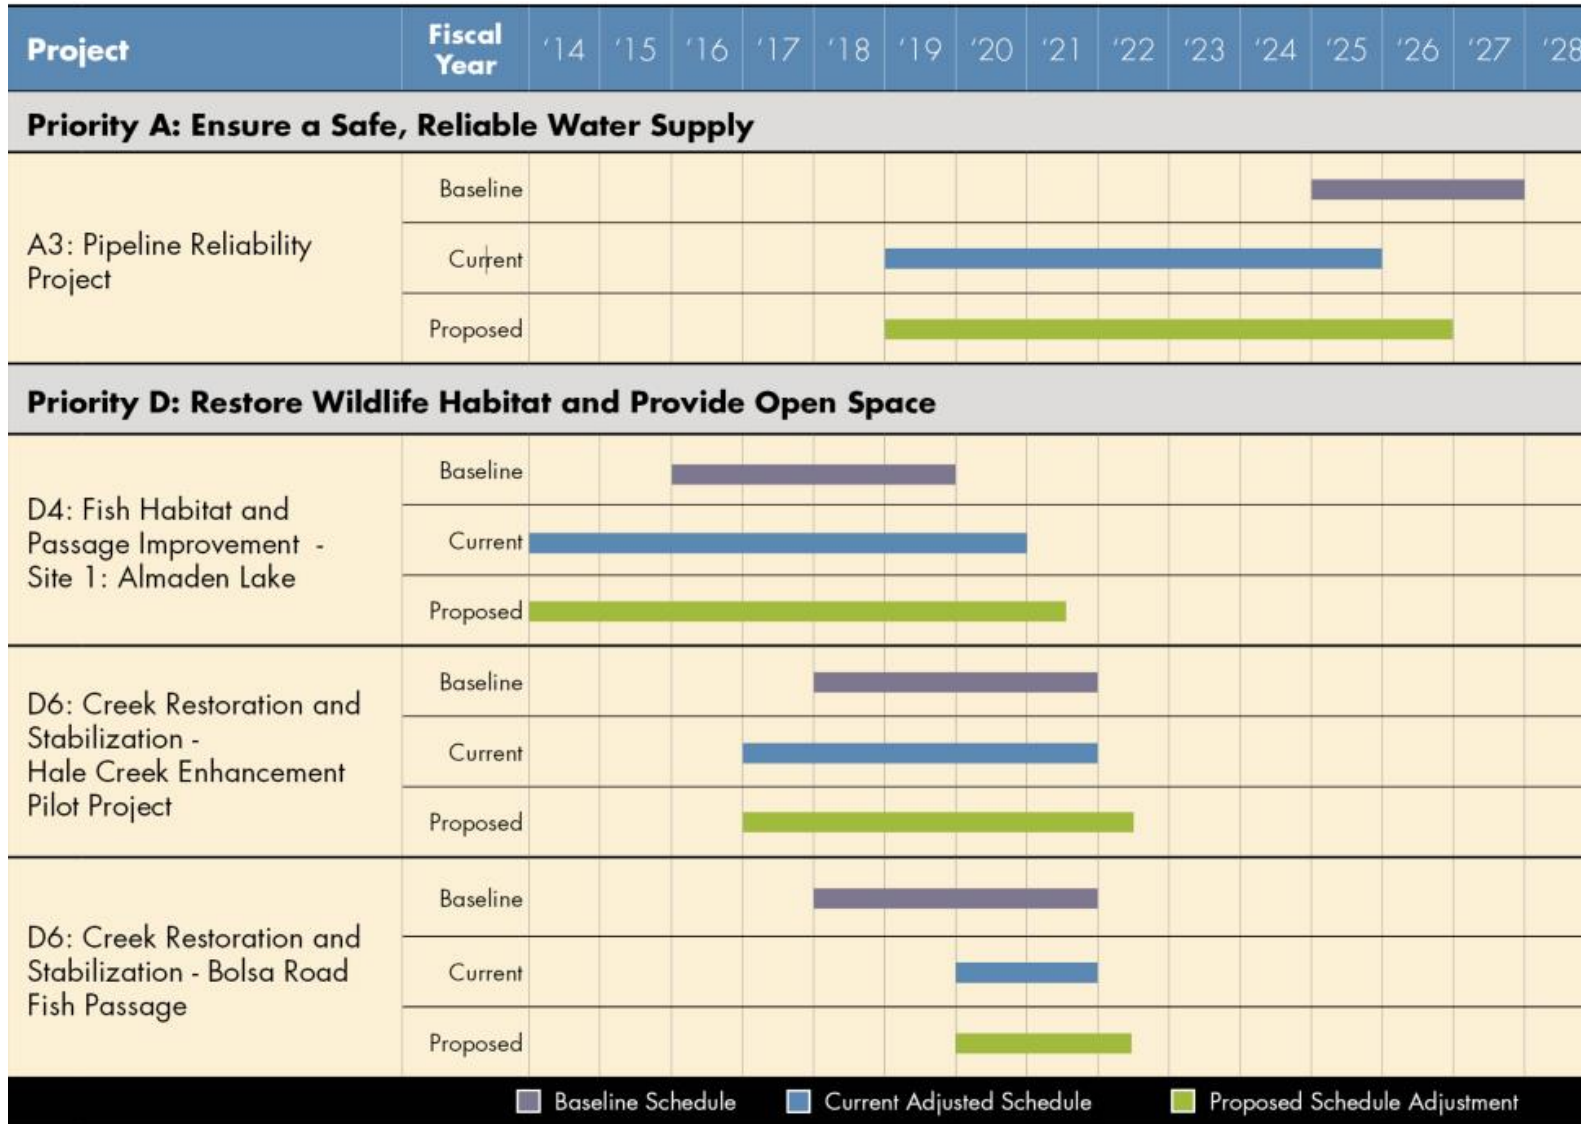 Project
Fiscal
Year
'14 '15 '16 '17 '18 '19 '20 '21 '22 '23 '24 '25 '26 '27 '28
Priority A: Ensure a Safe, Reliable Water Supply
A3: Pipeline Reliability
Project
Baseline
Current
Proposed
Priority D: Restore Wildlife Habitat and Provide Open Space
D4: Fish Habitat and
Passage Improvement -
Site 1: Almaden Lake
Baseline
Current
Proposed
D6: Creek Restoration and
Stabilization -
Hale Creek Enhancement
Pilot Project
Baseline
Current
Proposed
D6: Creek Restoration and
Stabilization - Bolsa Road
Fish Passage
Baseline
Current
Proposed
Baseline Schedule Current Adjusted Schedule Proposed Schedule Adjustment